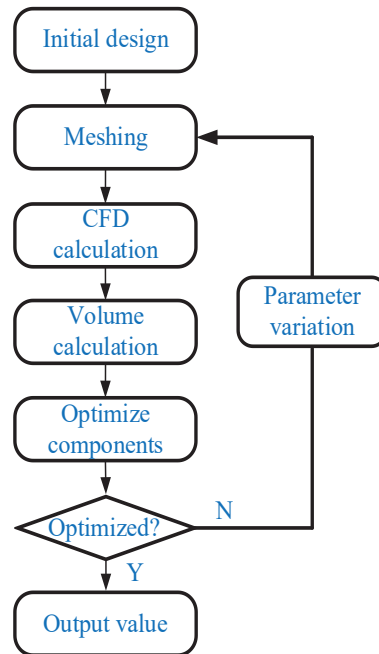 Initial design
Meshing
CFD
calculation
Volume
calculation
Parameter
variation
Optimize
components
Optimized?
N
Y
Output value